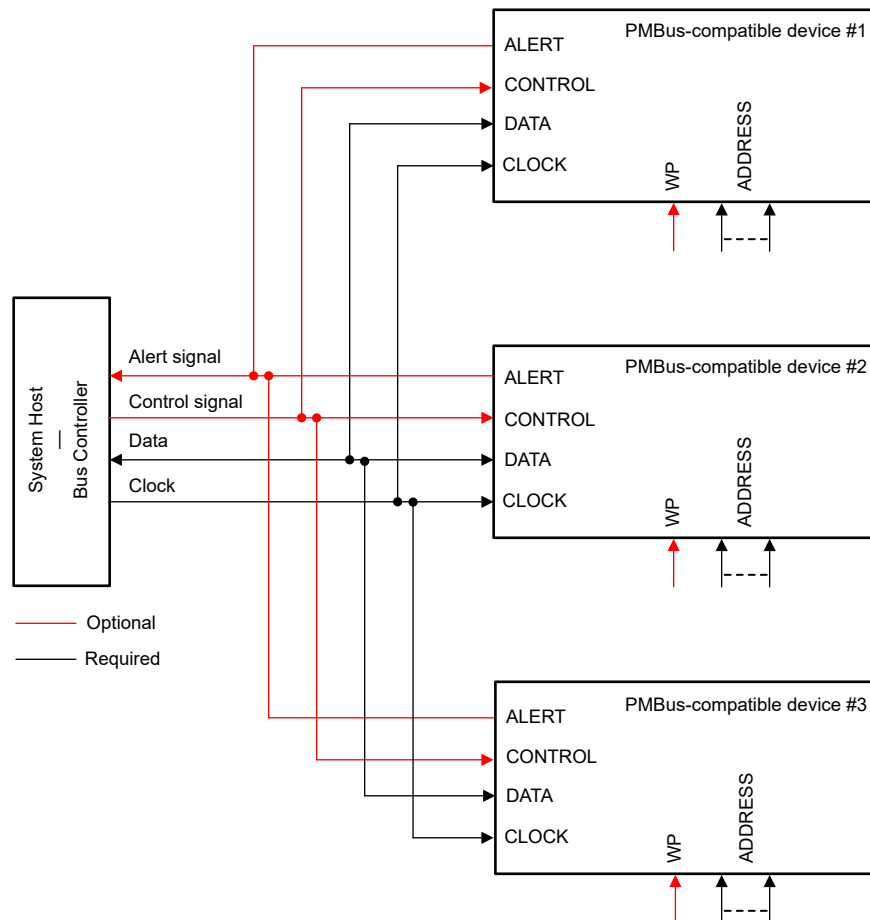 PMBus-compatible device #1
ALERT
CONTROL
DATA
CLOCK
WP
ADDRESS
System Host
—
Bus Controller
Alert signal
Control signal
Data
Clock
PMBus-compatible device #2
ALERT
CONTROL
DATA
CLOCK
WP
ADDRESS
Optional
Required
PMBus-compatible device #3
ALERT
CONTROL
DATA
CLOCK
WP
ADDRESS